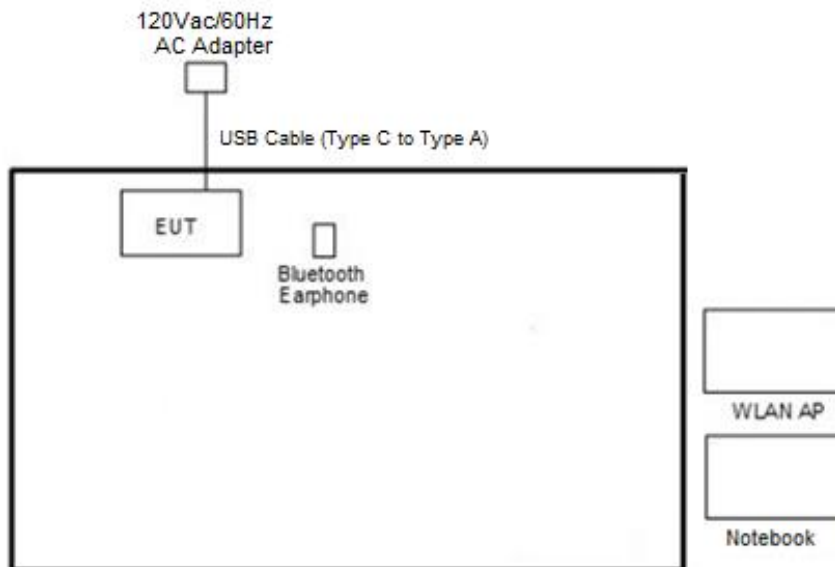 120Vac/60Hz
AC Adapter
USB Cable (Type C to Type A)
EUT
Bluetooth
Earphone
WLAN AP
Notebook